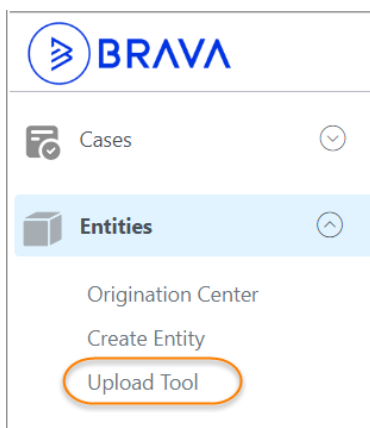 BRAVA
Cases
Entities
Origination Center
Create Entity
Upload Tool